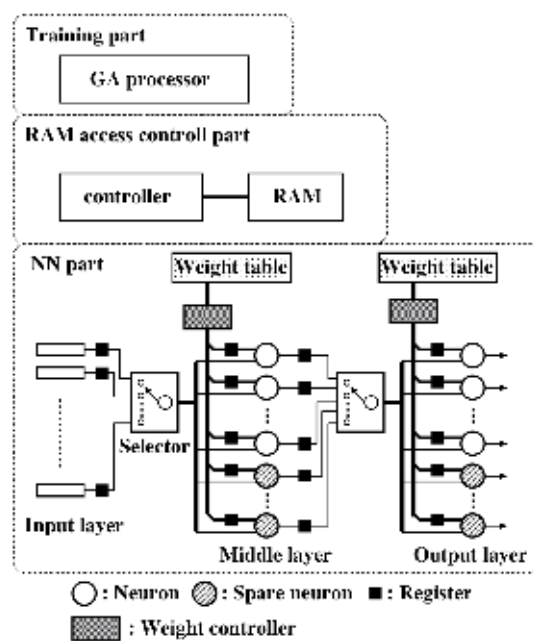 Training part
GA processor
RAM access controll part
controller
RAM
NN part
Weight table
Weight table
Selector
Input layer
Middle layer
Output layer
: Neuron
: Spare neuron
: Register
: Weight controller